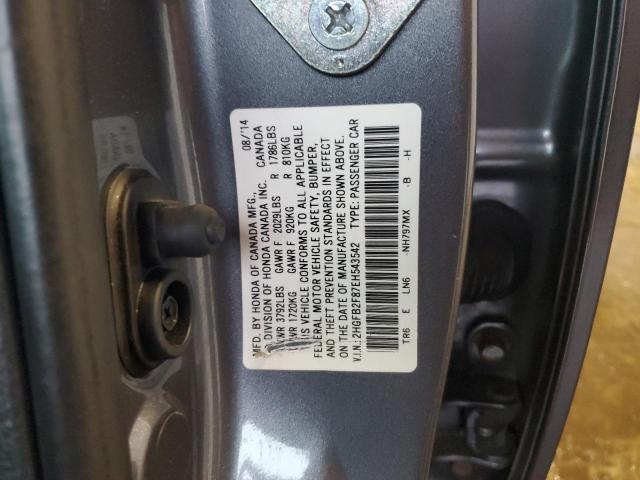 MFD. BY HONDA OF CANADA MFG., 08/'14
A DIVISION OF HONDA CANADA INC. CANADA
GVWR 3792LBS GAWR F 2029LBS R 1786LBS
GVWR 1720KG GAWR F 920KG R 810KG
THIS VEHICLE CONFORMS TO ALL APPLICABLE
FEDERAL MOTOR VEHICLE SAFETY, BUMPER,
AND THEFT PREVENTION STANDARDS IN EFFECT
ON THE DATE OF MANUFACTURE SHOWN ABOVE.
V.I.N.: 2HGFB2F87EH543542 TYPE: PASSENGER CAR
TR6 E LN6 -NH797MX -B -H